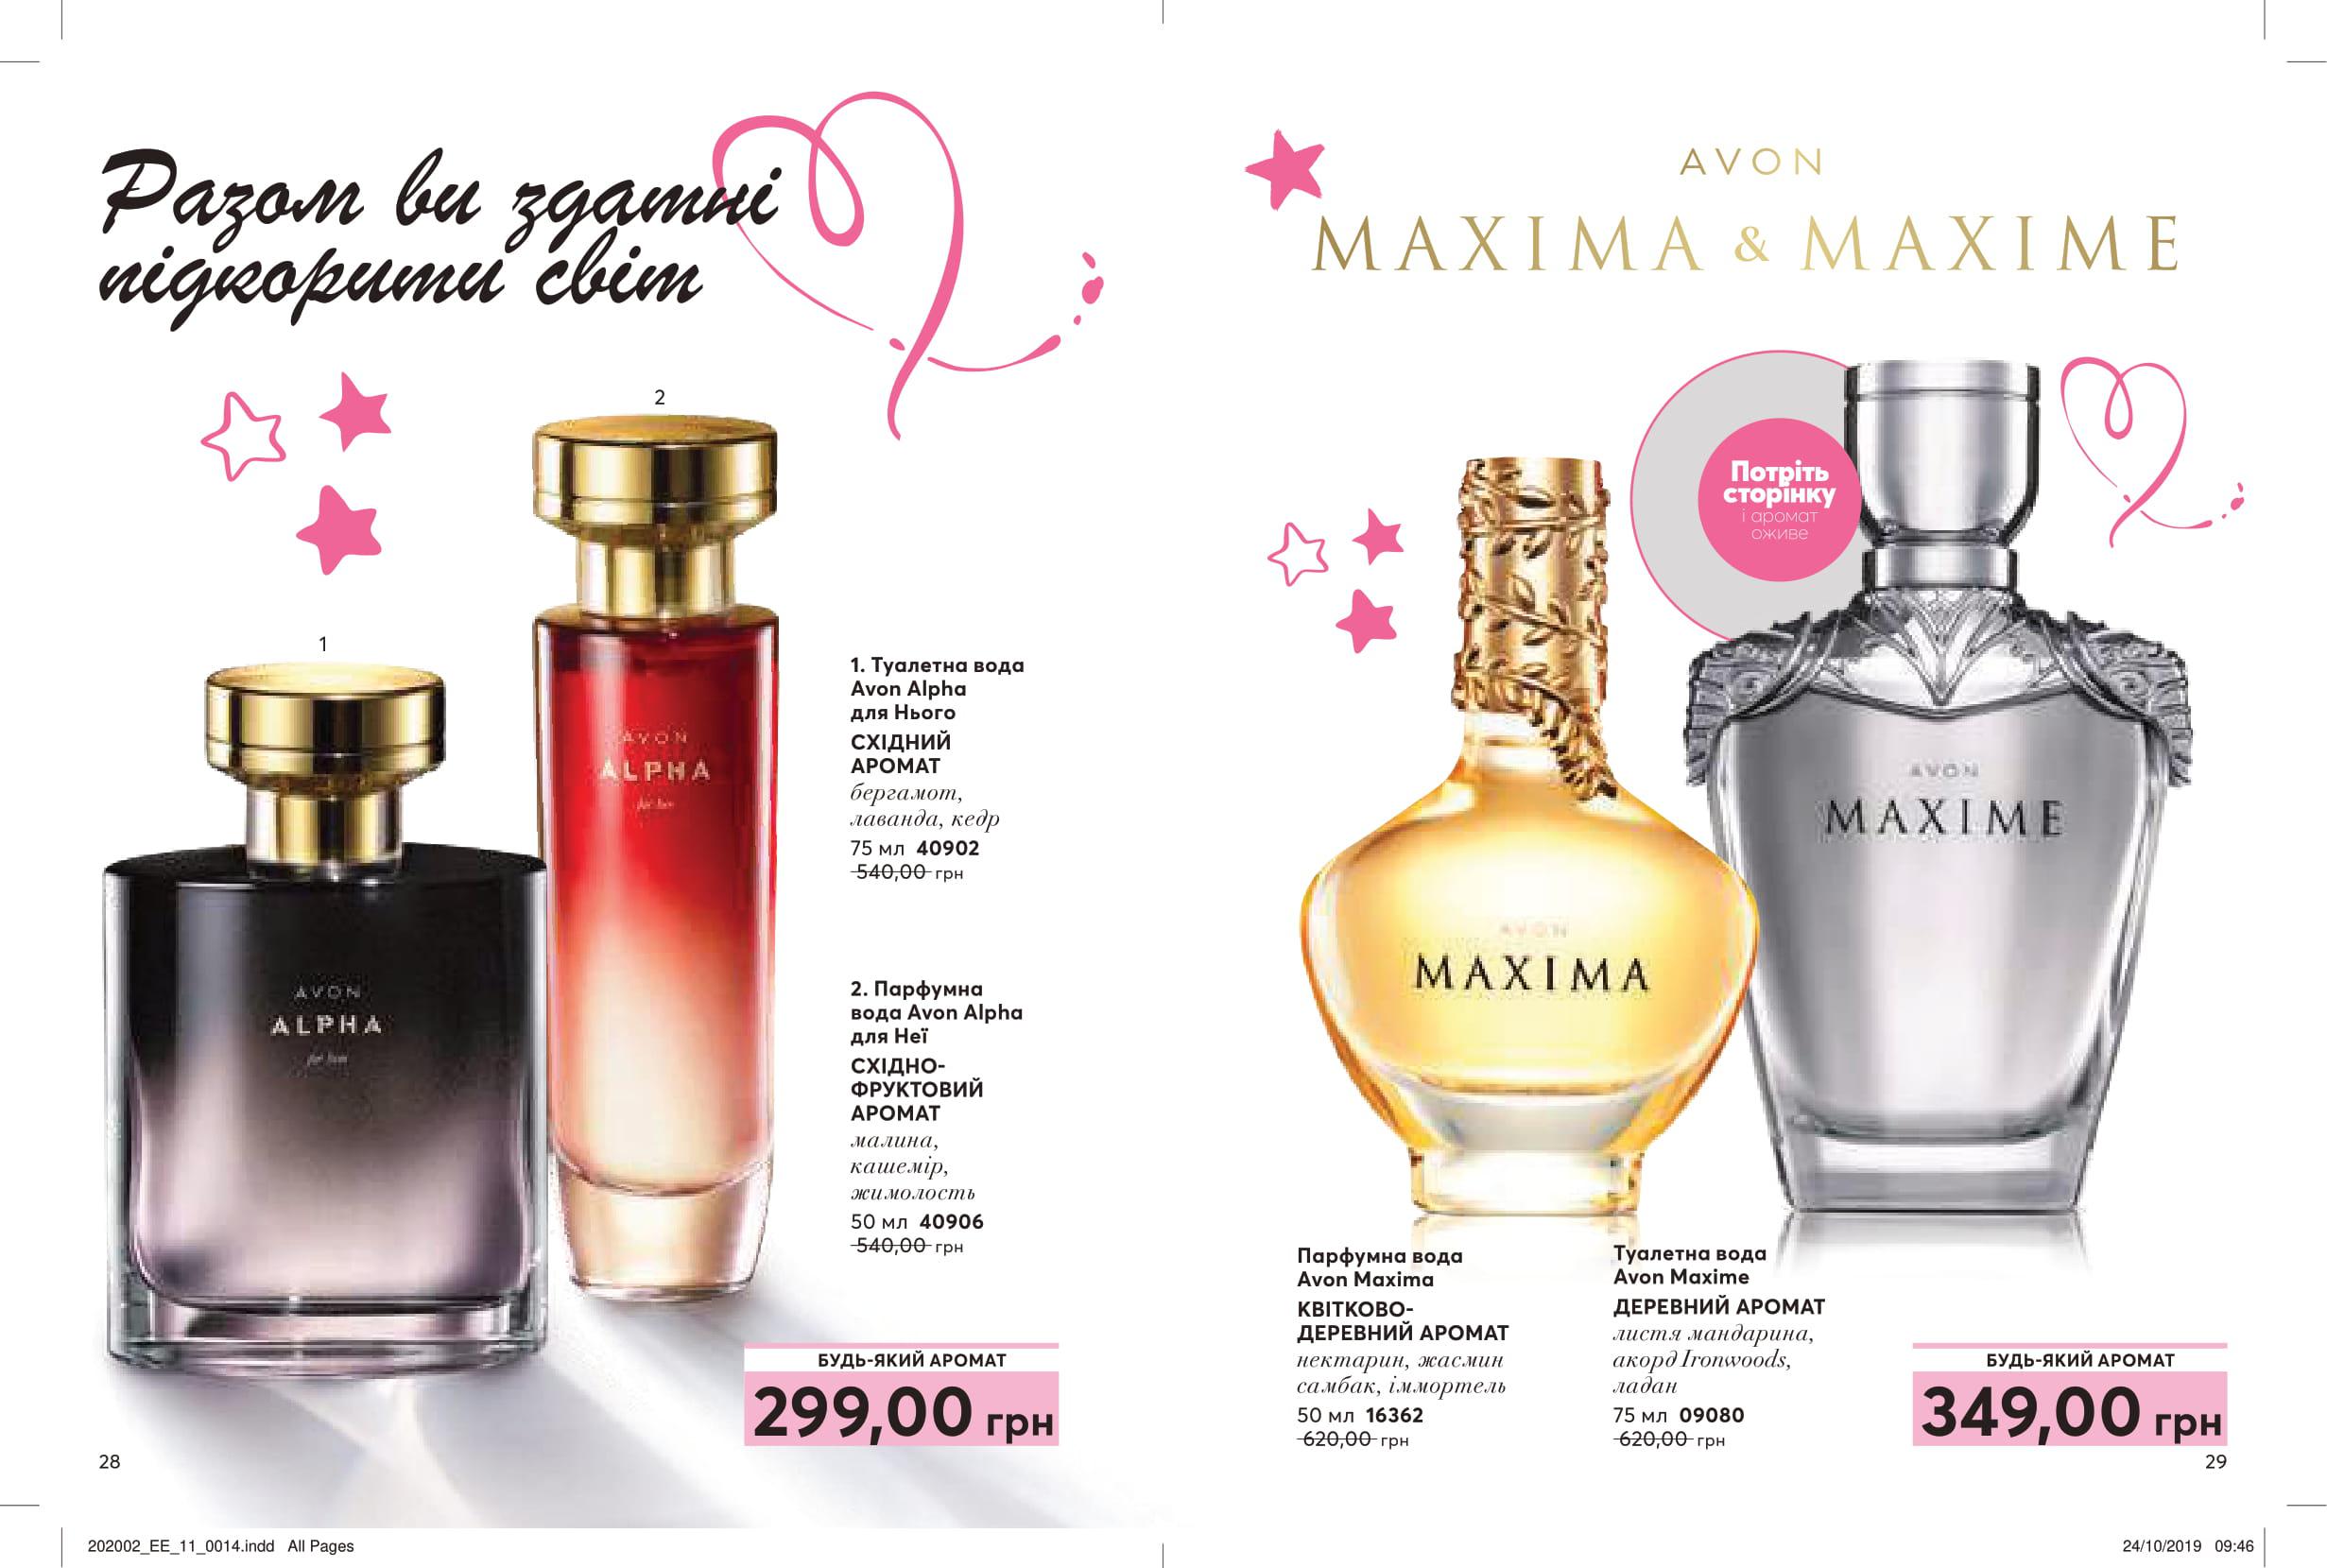 Разом ви здатні
підкорити світ
2
1
AVON
ALPHA
for her
AVON
ALPHA
for him
1. Туалетна вода
Avon Alpha
для Нього
СХІДНИЙ
АРОМАТ
бергамот,
лаванда, кедр
75 мл 40902
540,00 грн
2. Парфумна
вода Avon Alpha
для Неї
СХІДНО-
ФРУКТОВИЙ
АРОМАТ
малина,
кашемір,
жимолость
50 мл 40906
540,00 грн
БУДЬ-ЯКИЙ АРОМАТ
299,00 грн
28
AVON
MAXIMA & MAXIME
Потріть
сторінку
і аромат
оживе
AVON
MAXIME
AVON
MAXIMA
Парфумна вода
Avon Maxima
КВІТКОВО-
ДЕРЕВНИЙ АРОМАТ
нектарин, жасмин
самбак, іммортель
50 мл 16362
620,00 грн
Туалетна вода
Avon Maxime
ДЕРЕВНИЙ АРОМАТ
листя мандарина,
акорд Ironwoods,
ладан
75 мл 09080
620,00 грн
БУДЬ-ЯКИЙ АРОМАТ
349,00 грн
29
202002_EE_11_0014.indd All Pages
24/10/2019 09:46